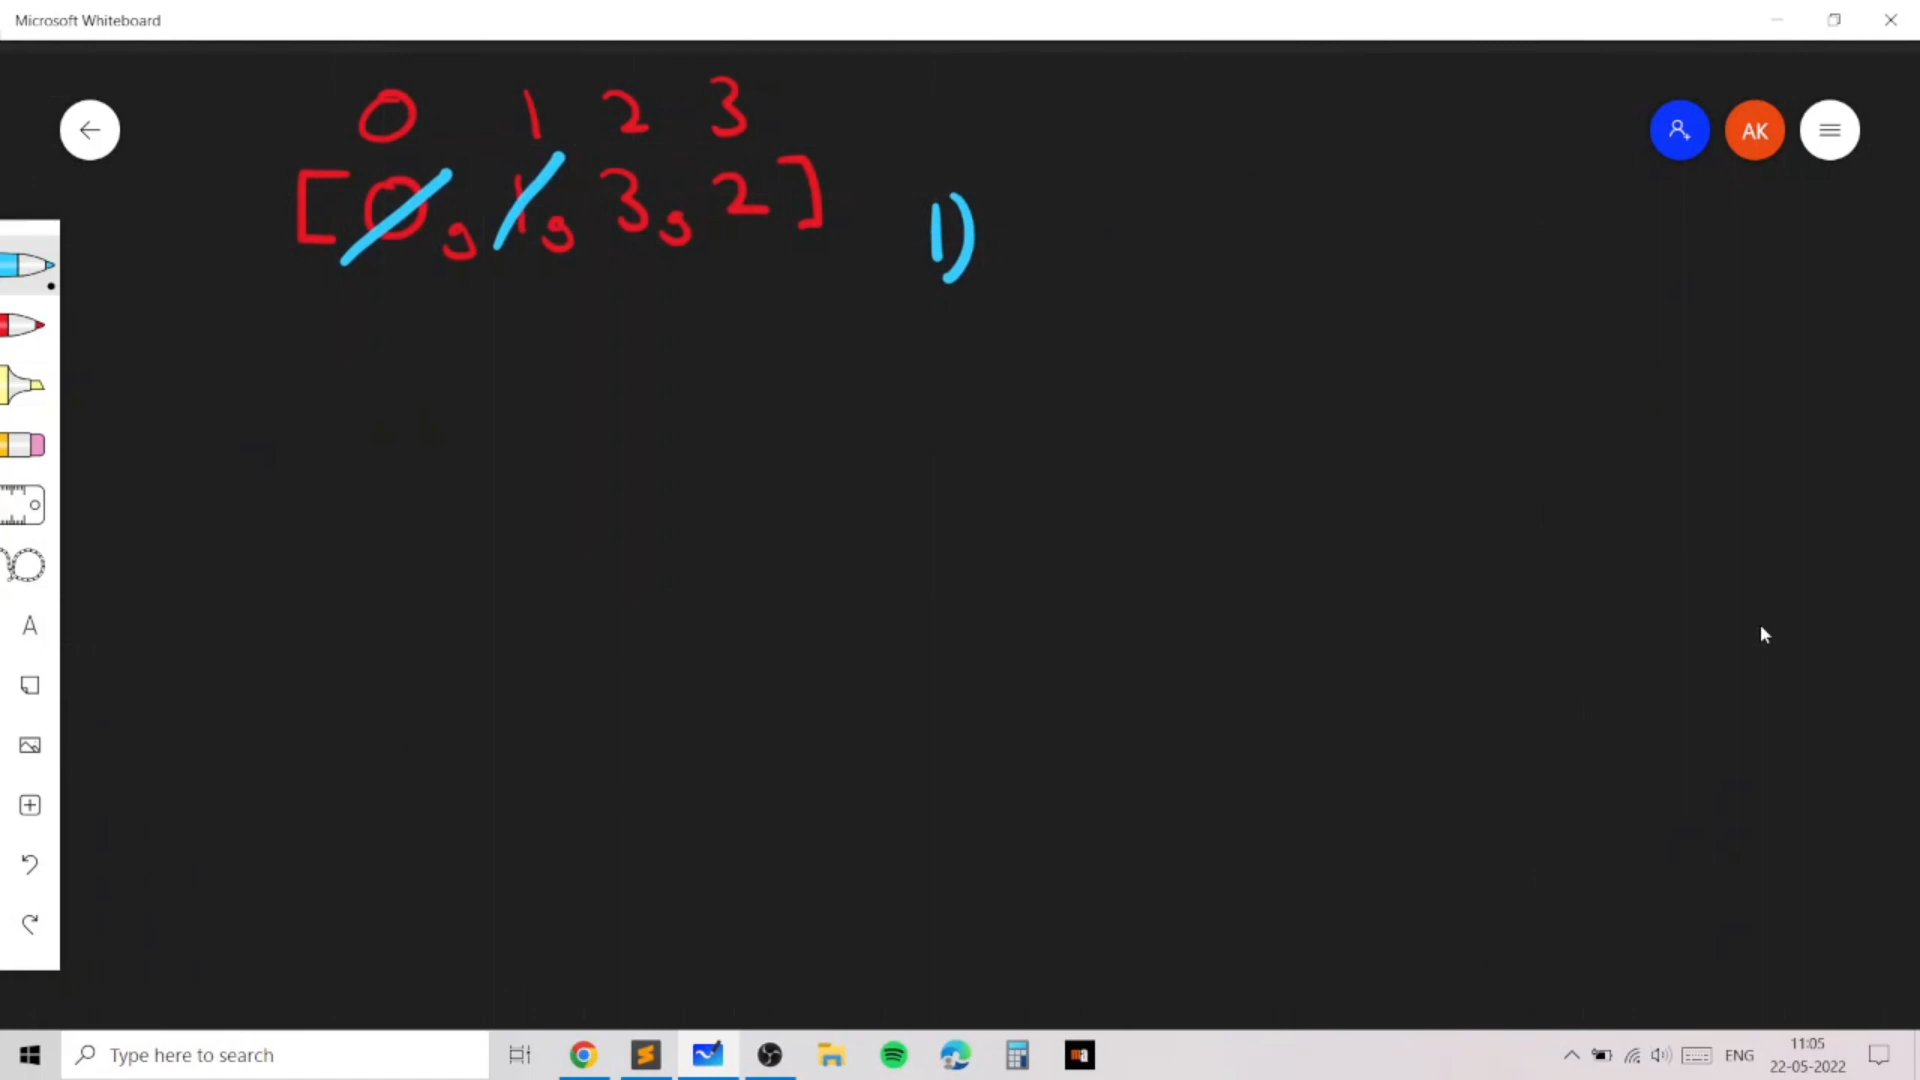 Microsoft Whiteboard
0 1 2 3
[0, 1, 3, 2]
1)
AK
A
Type here to search
ma
ENG
11:05
22-05-2022